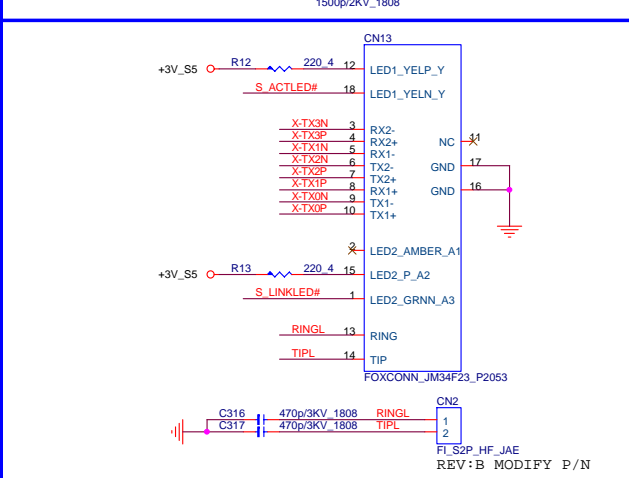 1500p/2KV_1808
CN13
+3V_S5 R12 220_4 12 LED1_YELP_Y
S_ACTLED# 18 LED1_YELN_Y
X-TX3N 3 RX2-
X-TX3P 4 RX2+ NC 11
X-TX1N 5 RX1-
X-TX2N 6 TX2- GND 17
X-TX2P 7 TX2+
X-TX1P 8 RX1+ GND 16
X-TX0N 9 TX1-
X-TX0P 10 TX1+
2 LED2_AMBER_A1
+3V_S5 R13 220_4 15 LED2_P_A2
S_LINKLED# 1 LED2_GRNN_A3
RINGL 13 RING
TIPL 14 TIP
FOXCONN_JM34F23_P2053
CN2
C316 470p/3KV_1808 RINGL 1
C317 470p/3KV_1808 TIPL 2
FI_S2P_HF_JAE
REV:B MODIFY P/N